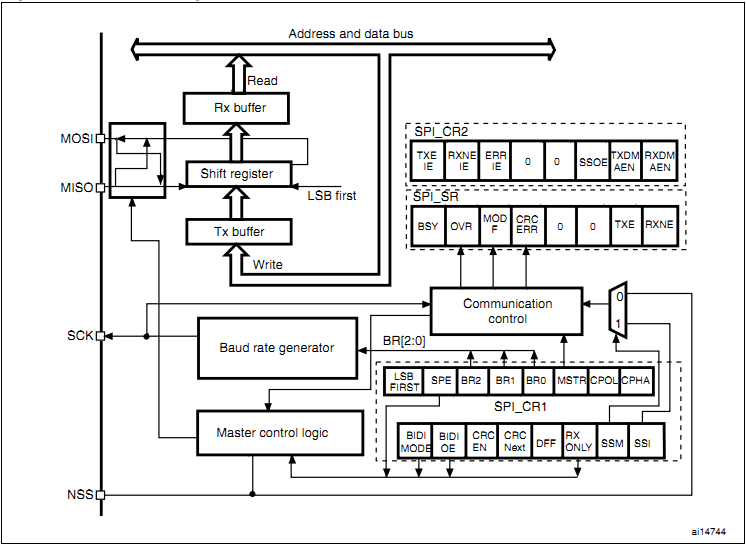 Address and data bus
Read
Rx buffer
MOSI
SPI_CR2
TXE IE
RXNE IE
ERR IE
0
0
SSOE
TXDM AEN
RXDM AEN
Shift register
MISO
LSB first
SPI_SR
BSY
OVR
MOD F
CRC ERR
0
0
TXE
RXNE
Tx buffer
Write
Communication control
0
1
SCK
Baud rate generator
BR[2:0]
LSB FIRST
SPE
BR2
BR1
BR0
MSTR
CPOL
CPHA
SPI_CR1
Master control logic
BIDI MODE
BIDI OE
CRC EN
CRC Next
DFF
RX ONLY
SSM
SSI
NSS
ai14744